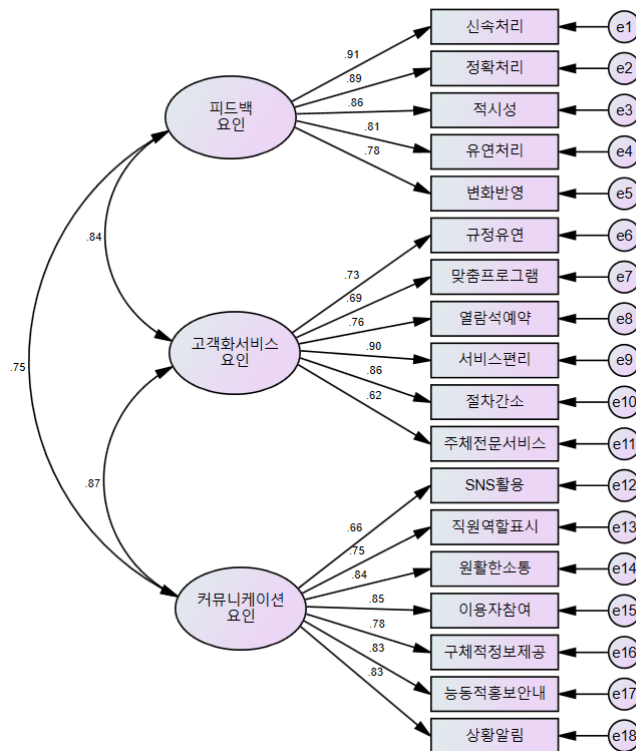 신속처리
e1
.91
정확처리
e2
.89
피드백
요인
.86
적시성
e3
.81
유연처리
e4
.78
변화반영
e5
규정유연
e6
.84
맞춤프로그램
e7
.73
.69
열람석예약
e8
.76
고객화서비스
요인
.90
서비스편리
e9
.75
.86
절차간소
e10
.62
주체전문서비스
e11
.87
SNS활용
e12
.66
직원역할표시
e13
.75
원활한소통
e14
.84
커뮤니케이션
요인
.85
이용자참여
e15
.78
구체적정보제공
e16
.83
능동적홍보안내
e17
.83
상황알림
e18